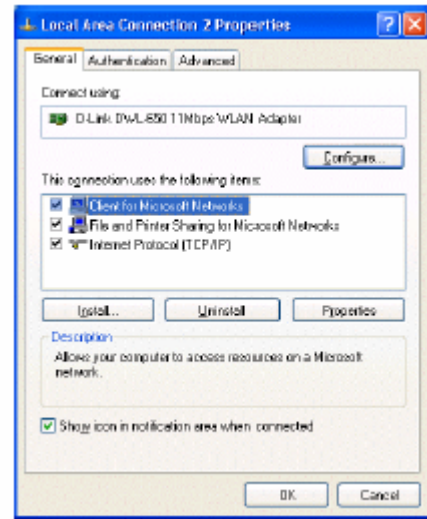 Local Area Connection 2 Properties
General Authentication Advanced
Connect using:
D-Link DWL-650 11Mbps WLAN Adapter
Configure...
This connection uses the following items:
Client for Microsoft Networks
File and Printer Sharing for Microsoft Networks
Internet Protocol (TCP/IP)
Install... Uninstall Properties
Description
Allows your computer to access resources on a Microsoft
network.
Show icon in notification area when connected
OK Cancel